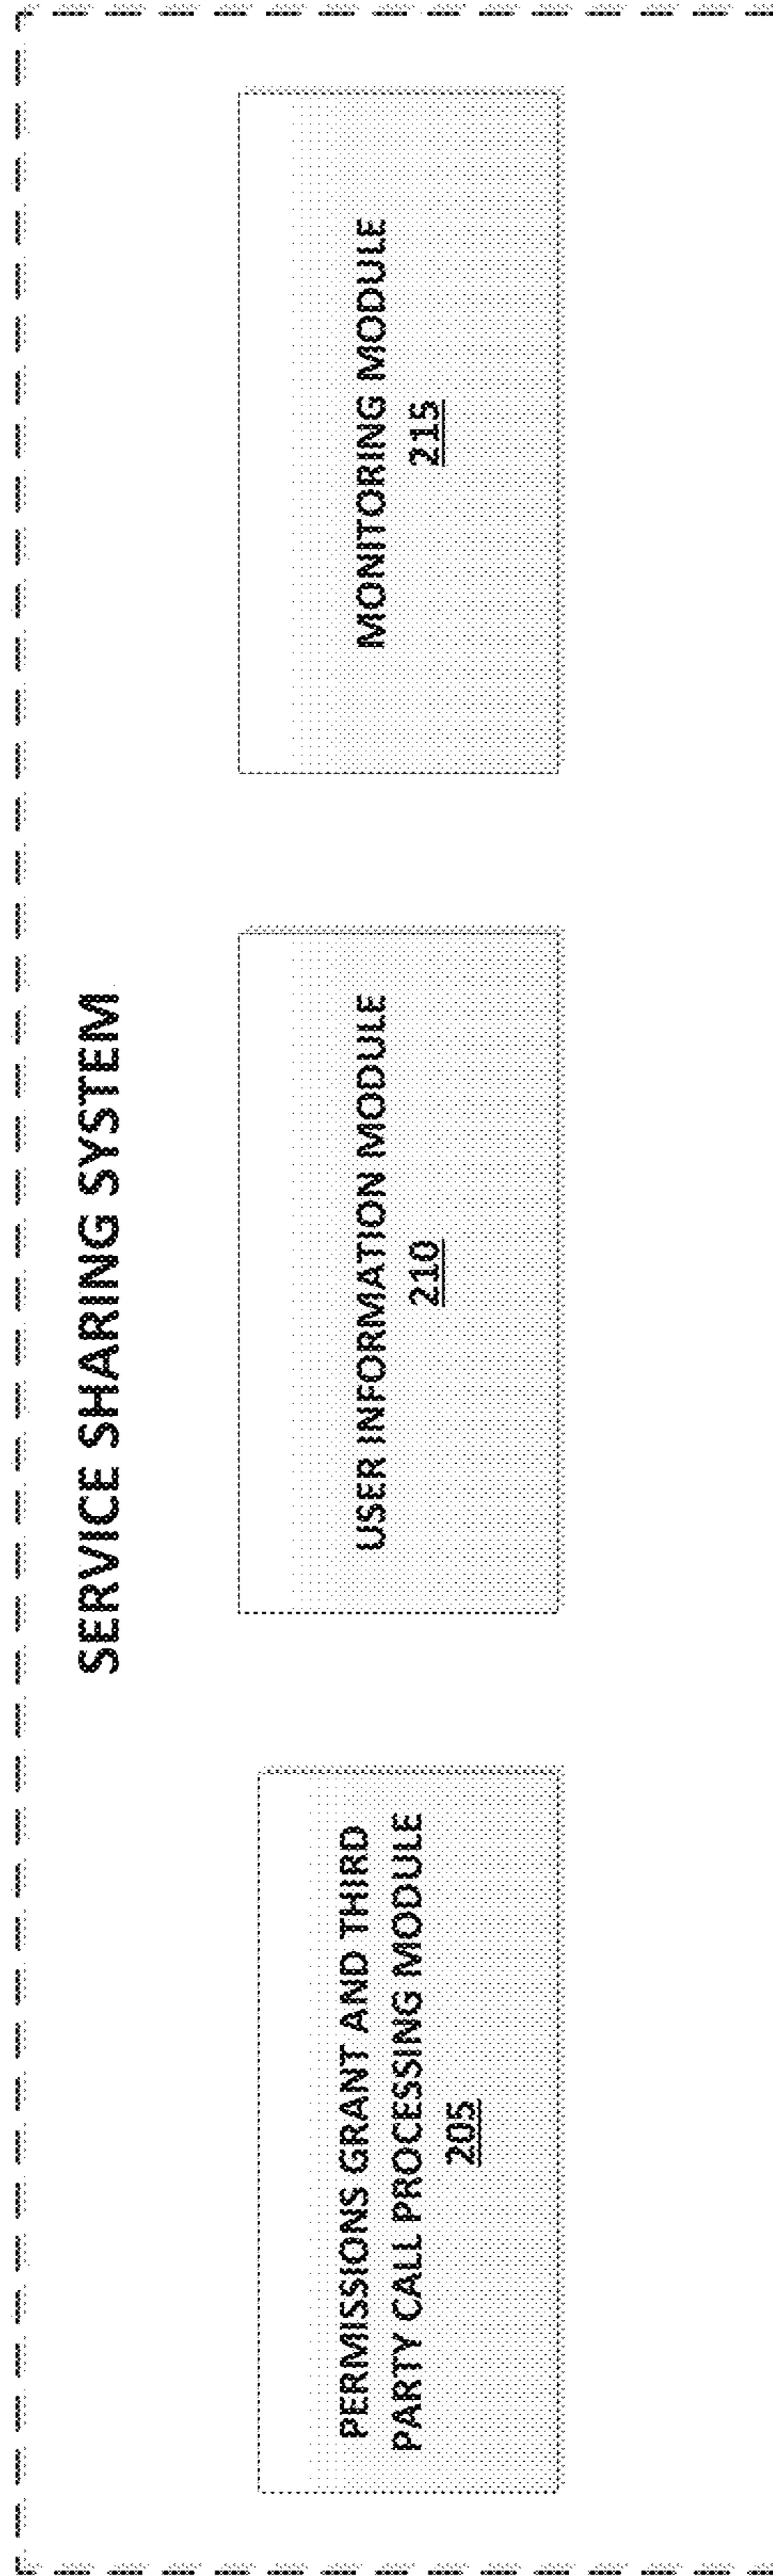 SERVICE SHARING SYSTEM
PERMISSIONS GRANT AND THIRD
PARTY CALL PROCESSING MODULE
205
USER INFORMATION MODULE
210
MONITORING MODULE
215